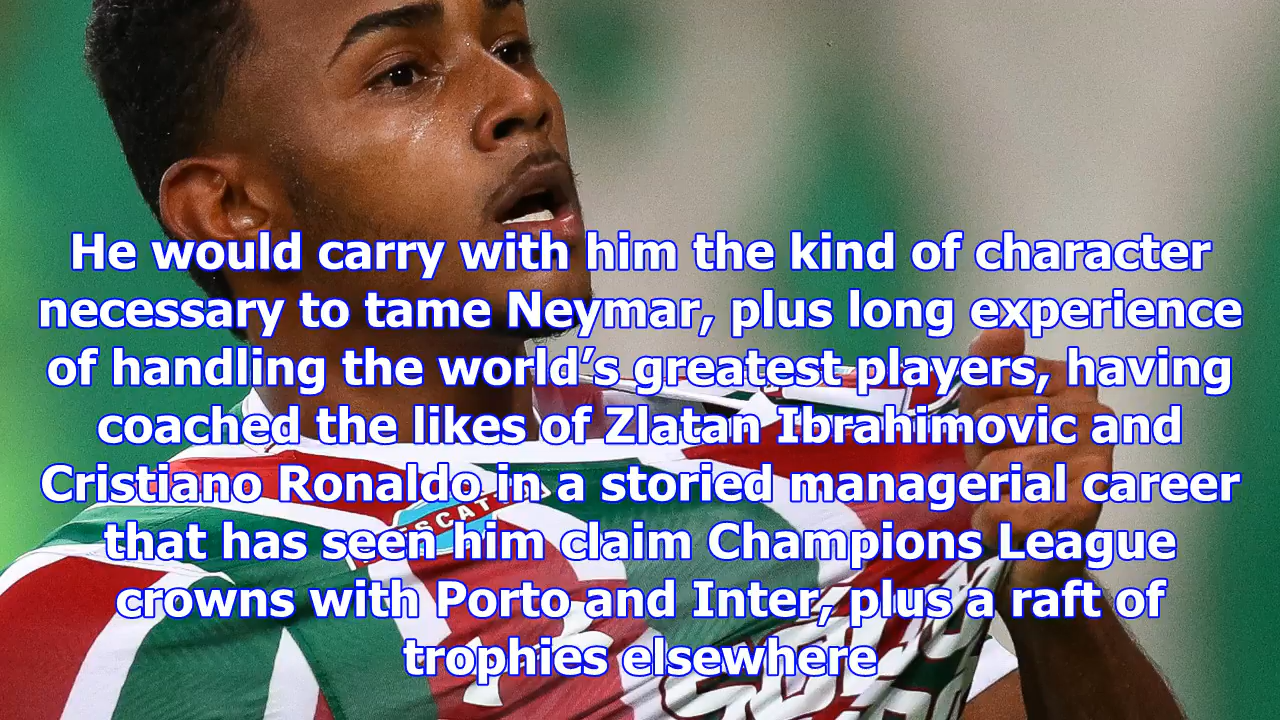 He would carry with him the kind of character
necessary to tame Neymar, plus long experience
of handling the world’s greatest players, having
coached the likes of Zlatan Ibrahimovic and
Cristiano Ronaldo in a storied managerial career
that has seen him claim Champions League
crowns with Porto and Inter, plus a raft of
trophies elsewhere